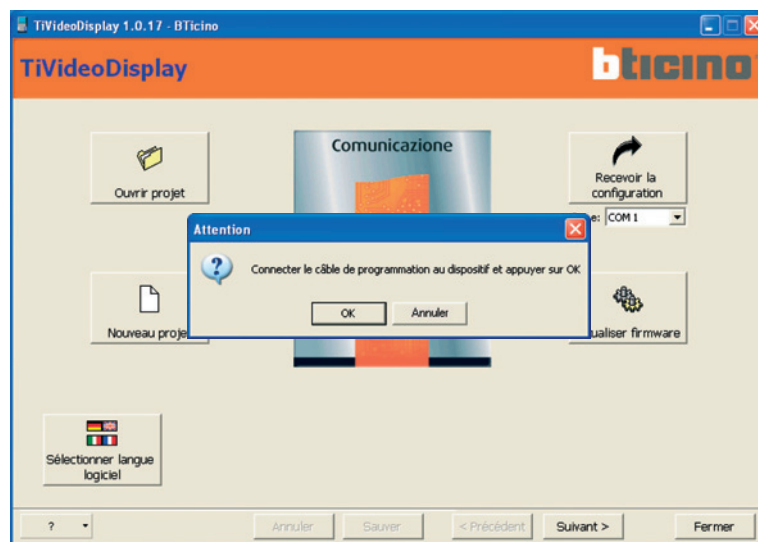 TiVideoDisplay 1.0.17 - BTicino
TiVideoDisplay
bticino
Ouvrir projet
Comunicazione
Recevoir la
configuration
e: COM 1
Attention
Connecter le câble de programmation au dispositif et appuyer sur OK
OK
Annuler
Nouveau proje
ualiser firmware
Sélectionner langue
logiciel
?
Annuler
Sauver
< Précédent
Suivant >
Fermer